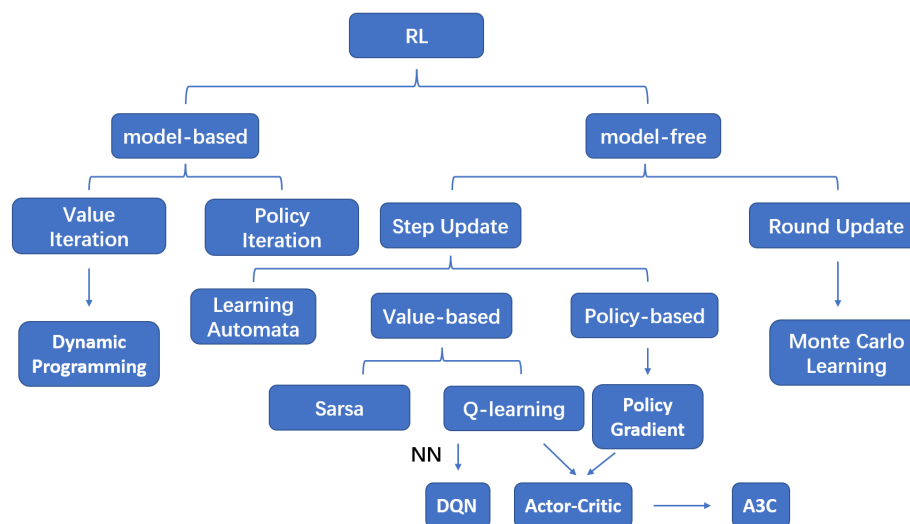 RL
model-based
model-free
Value
Iteration
Policy
Iteration
Step Update
Round Update
Learning
Automata
Value-based
Policy-based
Dynamic
Programming
Monte Carlo
Learning
Sarsa
Q-learning
Policy
Gradient
NN
DQN
Actor-Critic
A3C